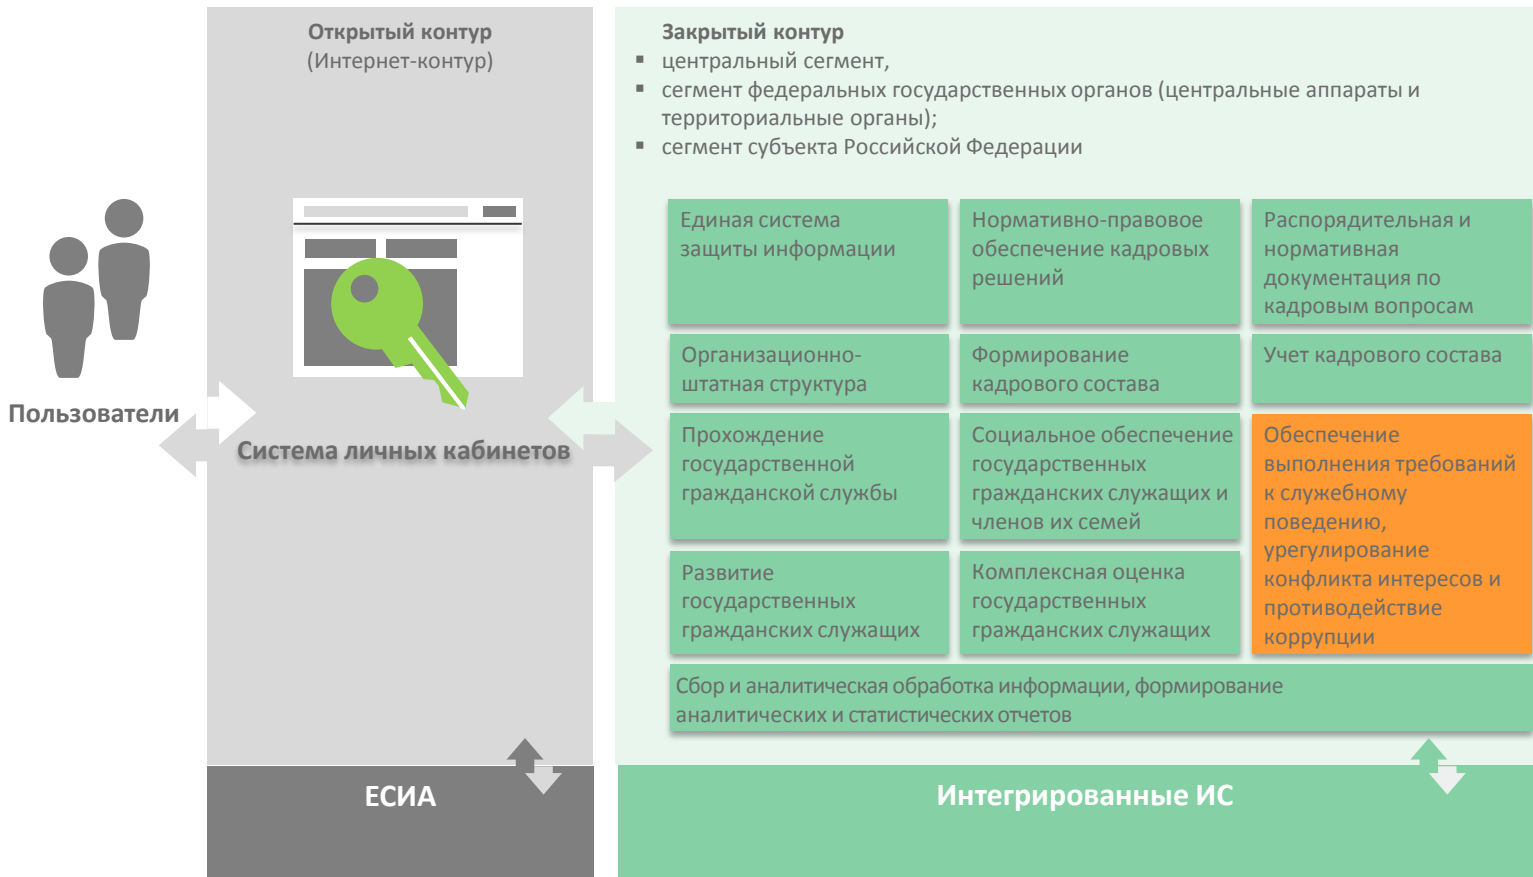 Открытый контур
(Интернет-контур)
Закрытый контур
▪ центральный сегмент,
▪ сегмент федеральных государственных органов (центральные аппараты и
территориальные органы);
▪ сегмент субъекта Российской Федерации
Пользователи
Система личных кабинетов
Единая система
защиты информации
Нормативно-правовое
обеспечение кадровых
решений
Распорядительная и
нормативная
документация по
кадровым вопросам
Организационно-
штатная структура
Формирование
кадрового состава
Учет кадрового состава
Прохождение
государственной
гражданской службы
Социальное обеспечение
государственных
гражданских служащих и
членов их семей
Обеспечение
выполнения требований
к служебному
поведению,
урегулирование
конфликта интересов и
противодействие
коррупции
Развитие
государственных
гражданских служащих
Комплексная оценка
государственных
гражданских служащих
Сбор и аналитическая обработка информации, формирование
аналитических и статистических отчетов
ЕСИА
Интегрированные ИС